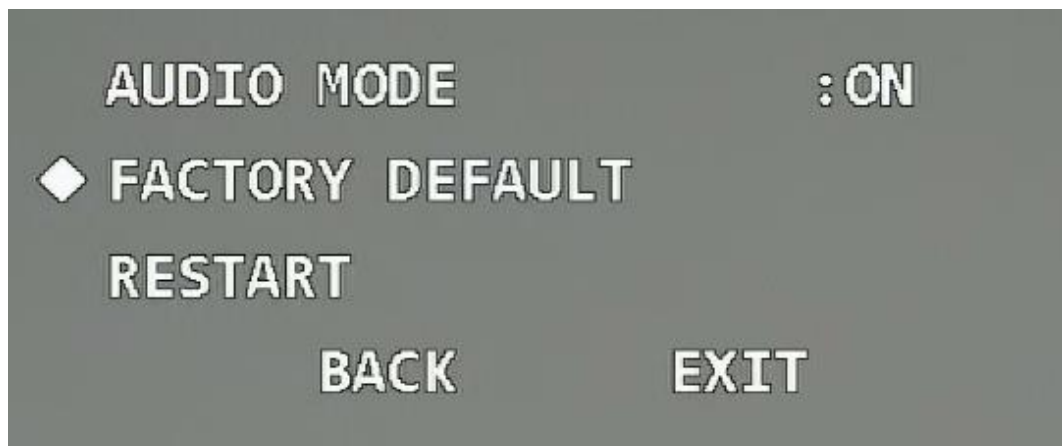 AUDIO MODE :ON
FACTORY DEFAULT
RESTART
BACK EXIT